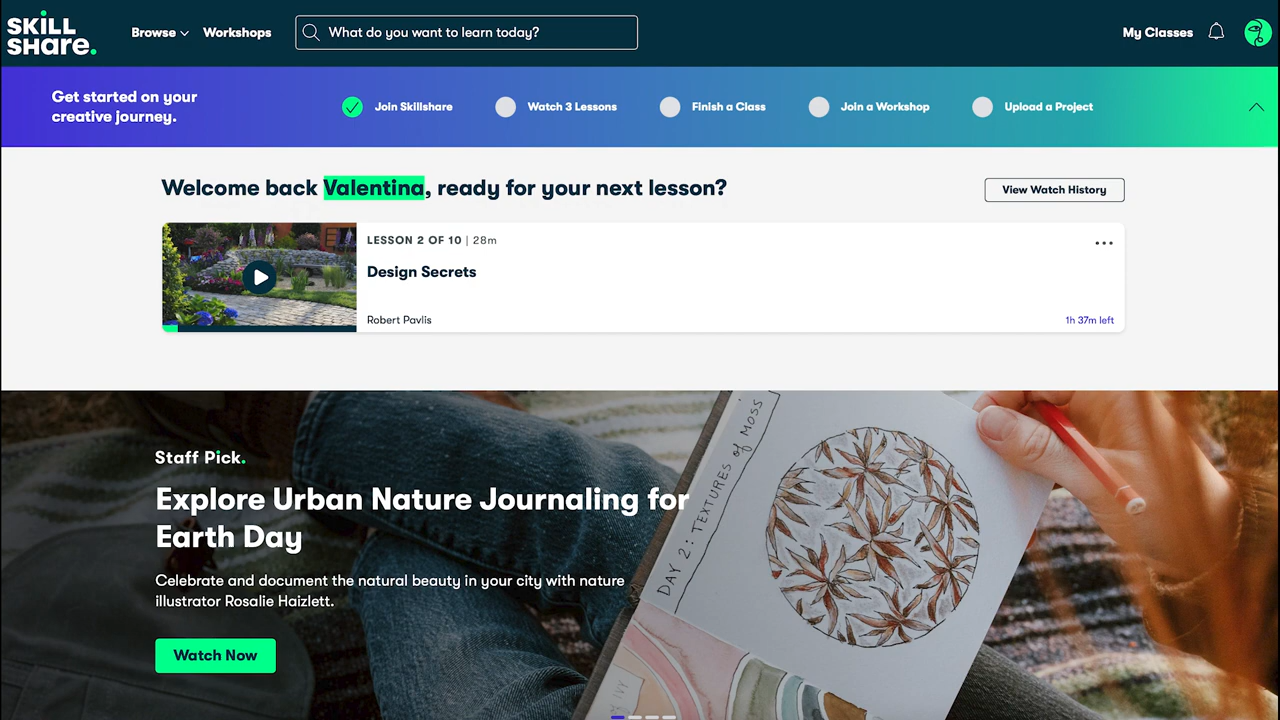 SKILL
SHare.
Browse
Workshops
What do you want to learn today?
My Classes
Get started on your
creative journey.
Join Skillshare
Watch 3 Lessons
Finish a Class
Join a Workshop
Upload a Project
Welcome back Valentina, ready for your next lesson?
View Watch History
LESSON 2 OF 10 | 28m
Design Secrets
Robert Pavlis
1h 37m left
Staff Pick.
Explore Urban Nature Journaling for
Earth Day
Celebrate and document the natural beauty in your city with nature
illustrator Rosalie Haizlett.
Watch Now
DAY 2: TEXTURES of MOSS